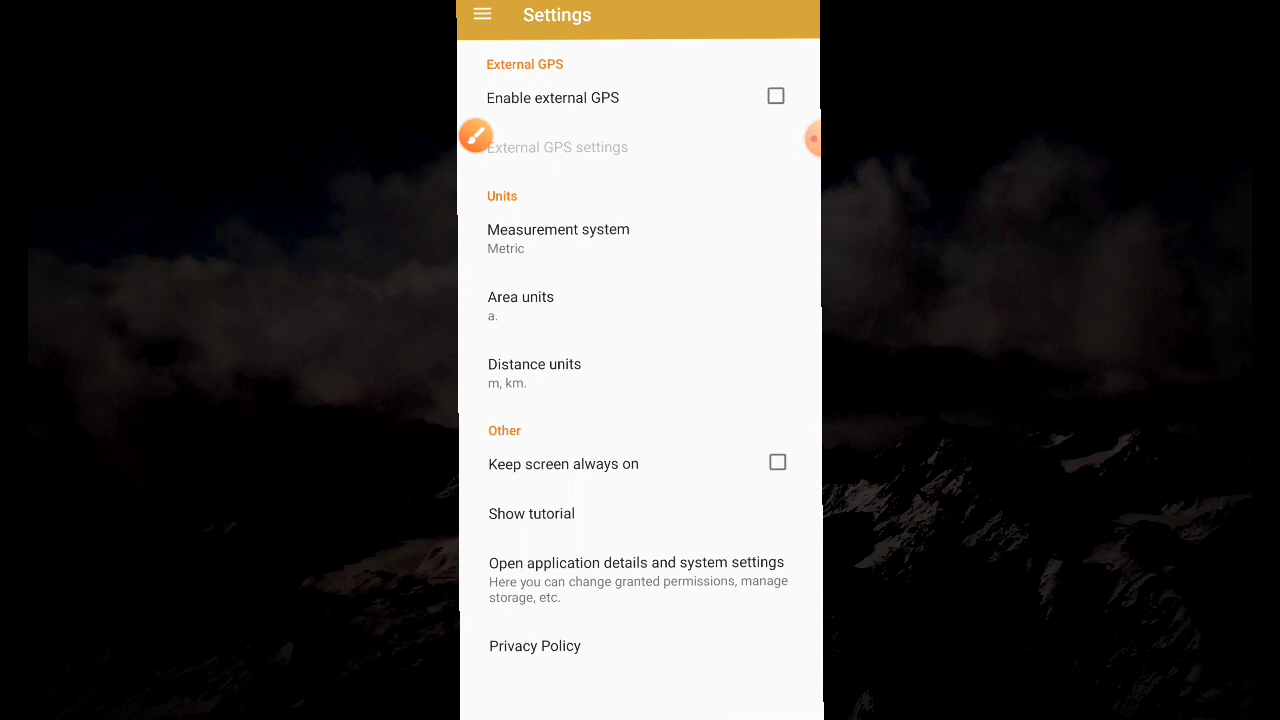 Settings
External GPS
Enable external GPS
External GPS settings
Units
Measurement system
Metric
Area units
a.
Distance units
m, km.
Other
Keep screen always on
Show tutorial
Open application details and system settings
Here you can change granted permissions, manage
storage, etc.
Privacy Policy